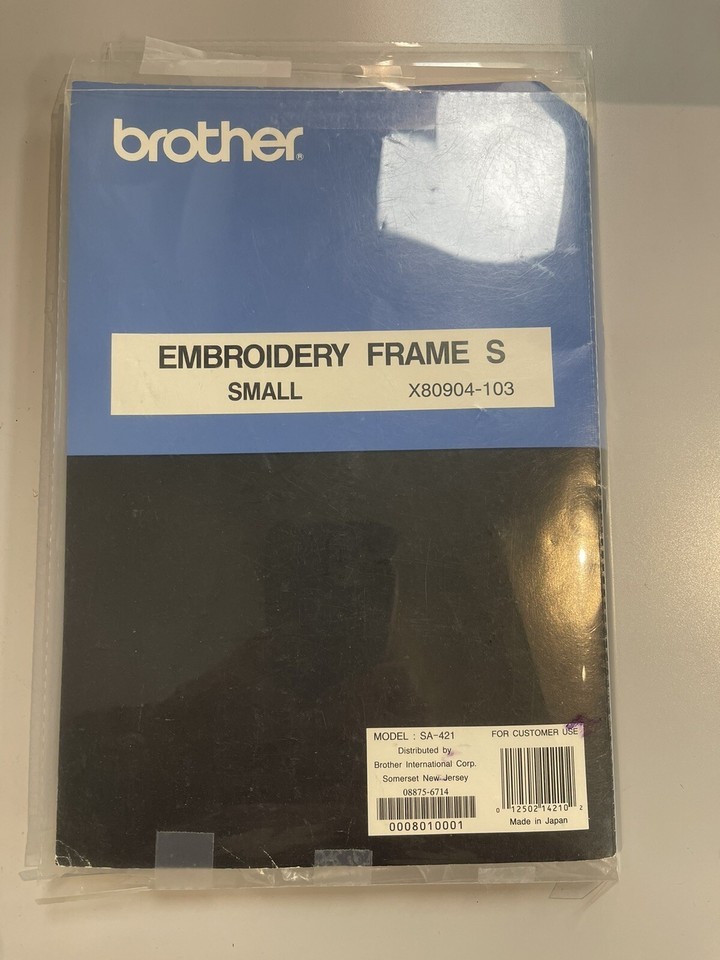 brother®
EMBROIDERY FRAME S
SMALL X80904-103
MODEL : SA-421 FOR CUSTOMER USE
Distributed by
Brother International Corp.
Somerset New Jersey
08875-6714
0008010001
0 12502 14210 2
Made in Japan